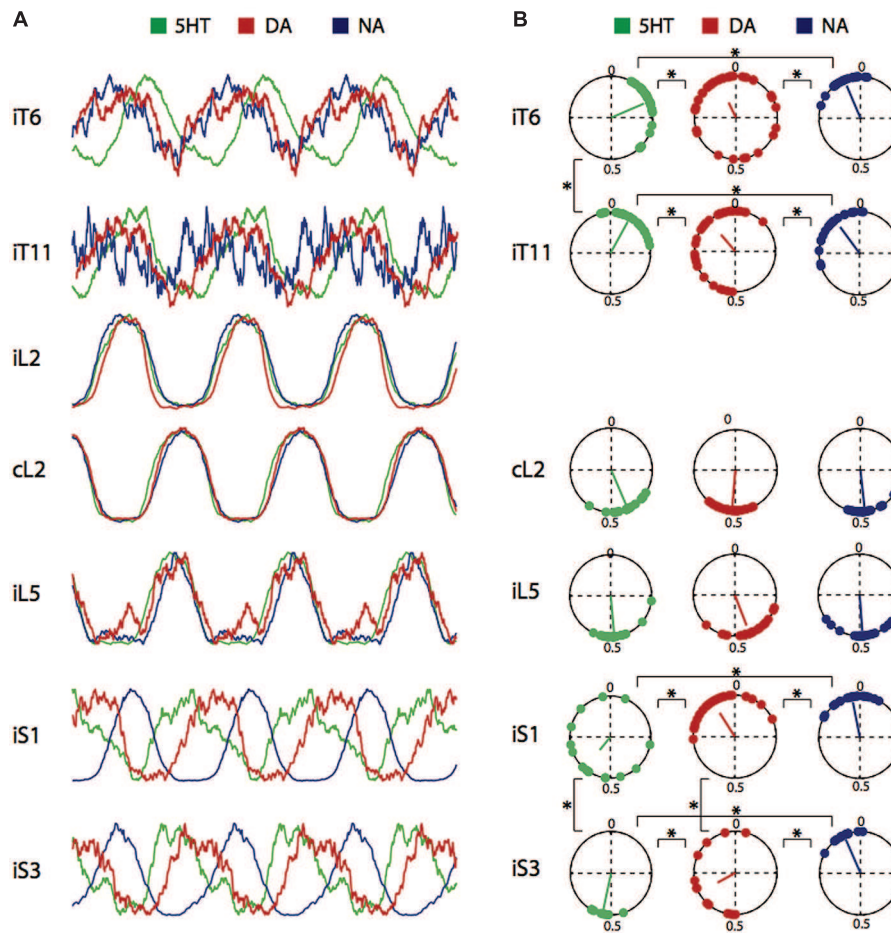 A 5HT DA NA B 5HT DA NA
* 
0 * 0 * 0
iT6 iT6
0.5 0.5 0.5
* *
0 * 0 * 0
iT11 iT11
0.5 0.5 0.5
iL2
0 0 0
cL2 cL2
0.5 0.5 0.5
0 0 0
iL5 iL5
0.5 0.5 0.5
*
0 * 0 * 0
iS1 iS1
0.5 0.5 0.5
* * *
0 * 0 * 0
iS3 iS3
0.5 0.5 0.5